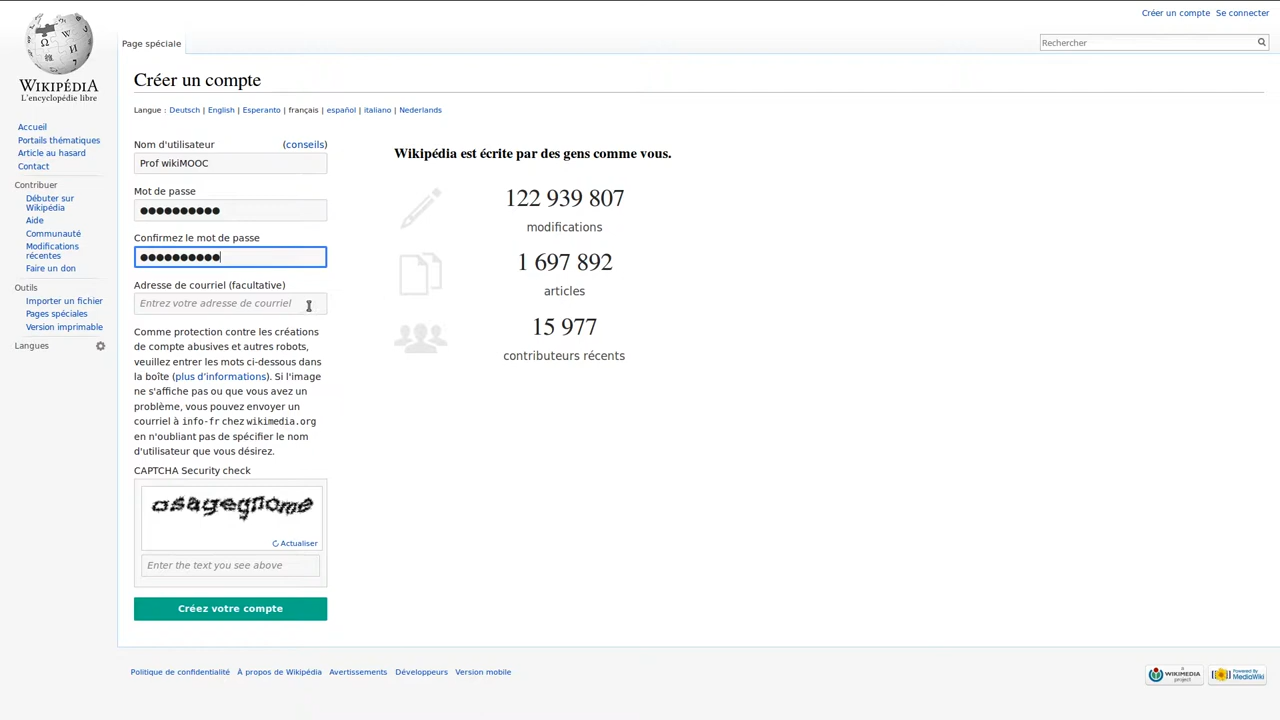 Créer un compte Se connecter
Page spéciale
Rechercher
WIKIPÉDIA
L'encyclopédie libre
Accueil
Portails thématiques
Article au hasard
Contact
Contribuer
Débuter sur
Wikipédia
Aide
Communauté
Modifications
récentes
Faire un don
Outils
Importer un fichier
Pages spéciales
Version imprimable
Langues
Créer un compte
Langue : Deutsch | English | Esperanto | français | español | italiano | Nederlands
Nom d'utilisateur (conseils)
Prof wikiMOOC
Mot de passe
●●●●●●●●●●
Confirmez le mot de passe
●●●●●●●●●●
Adresse de courriel (facultative)
Entrez votre adresse de courriel
Comme protection contre les créations
de compte abusives et autres robots,
veuillez entrer les mots ci-dessous dans
la boîte (plus d'informations). Si l'image
ne s'affiche pas ou que vous avez un
problème, vous pouvez envoyer un
courriel à info-fr chez wikimedia.org
en n'oubliant pas de spécifier le nom
d'utilisateur que vous désirez.
CAPTCHA Security check
asagegnome
Actualiser
Enter the text you see above
Créez votre compte
Wikipédia est écrite par des gens comme vous.
122 939 807
modifications
1 697 892
articles
15 977
contributeurs récents
Politique de confidentialité À propos de Wikipédia Avertissements Développeurs Version mobile
A WIKIMEDIA project
Powered By MediaWiki